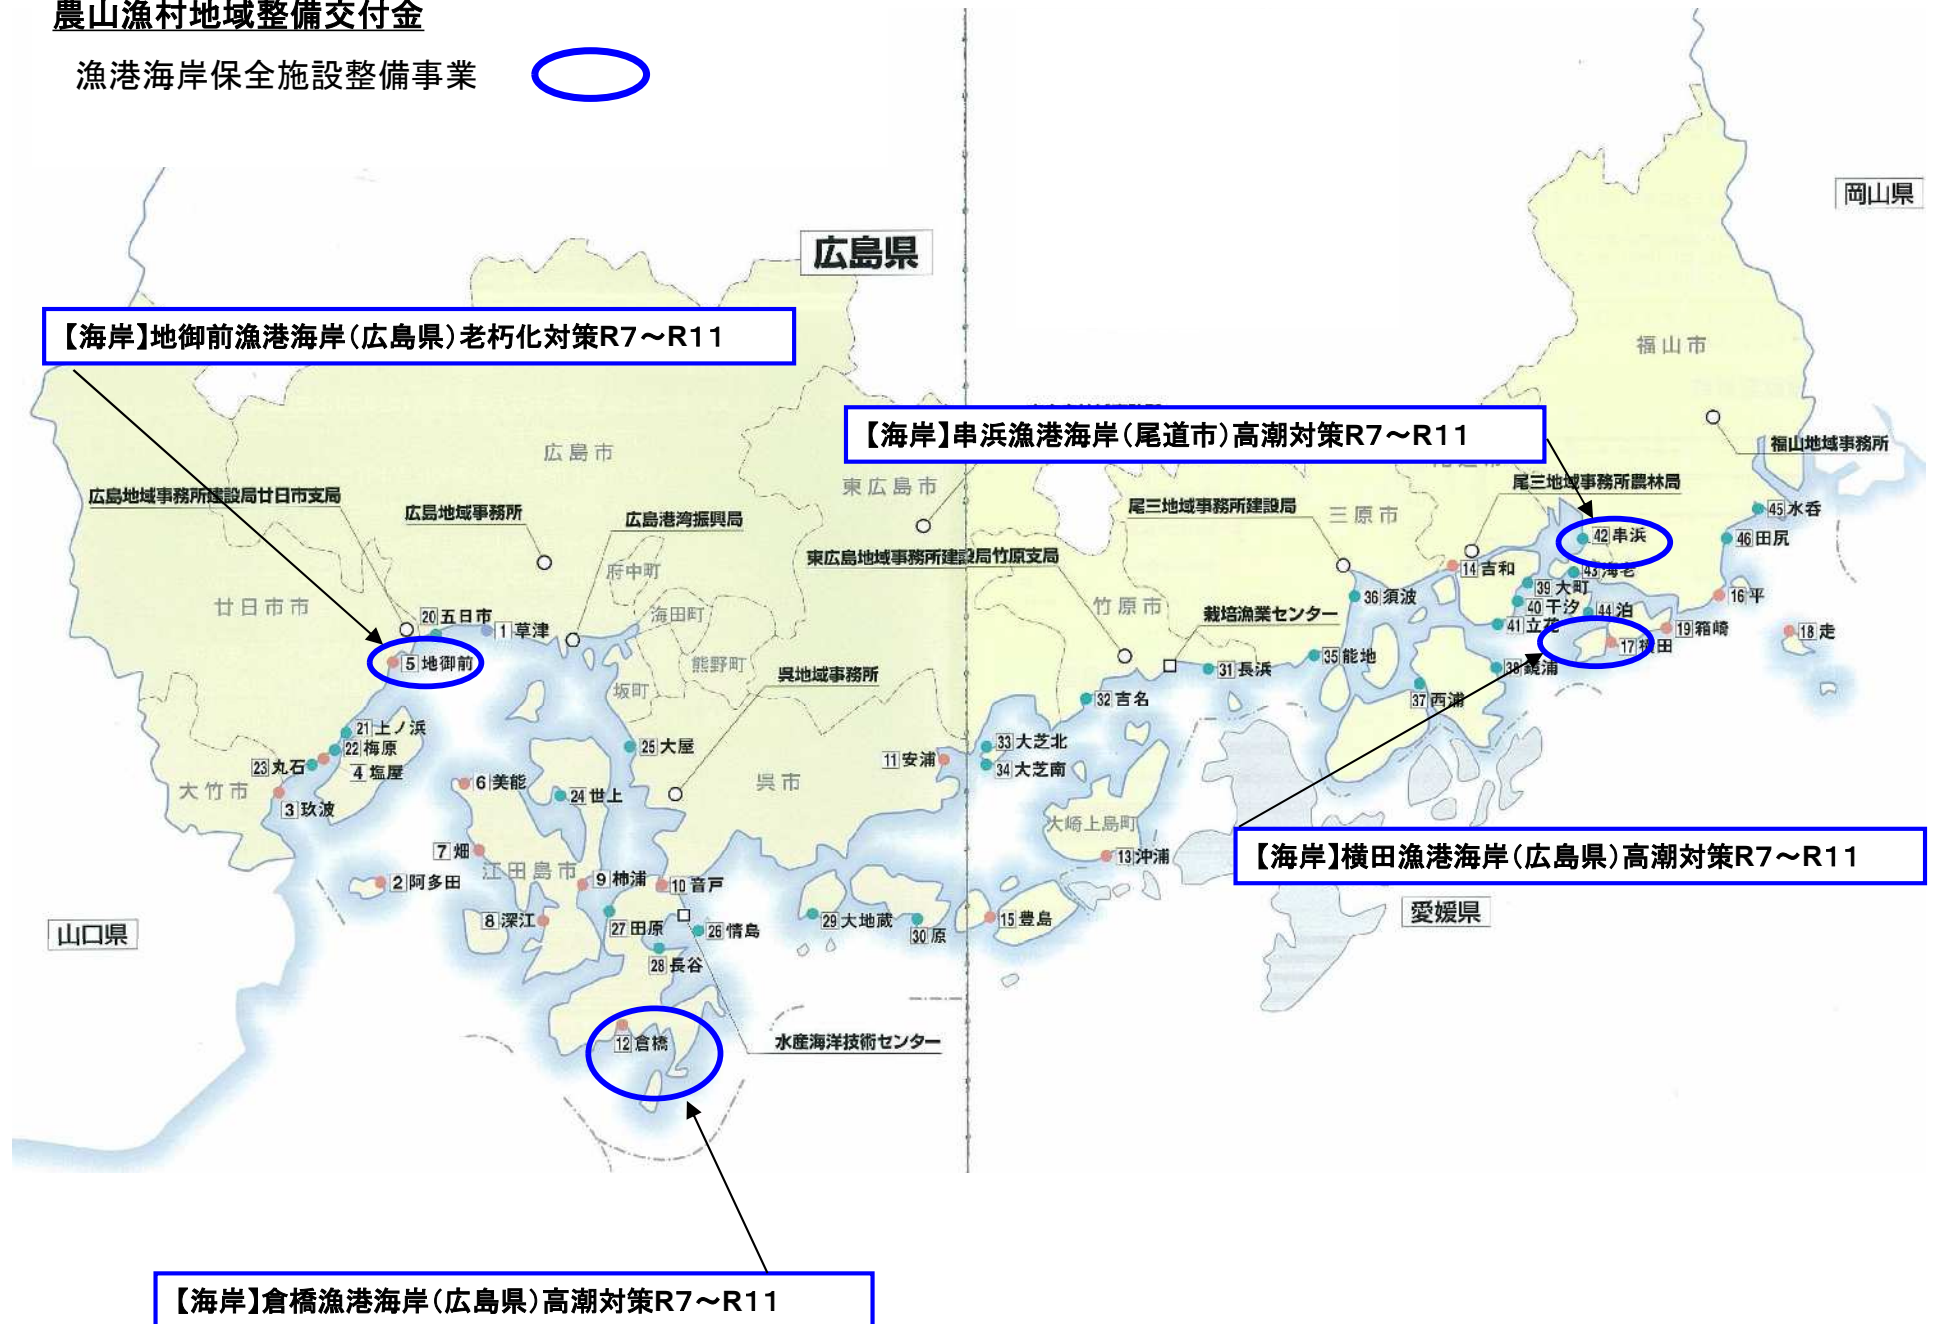 農山漁村地域整備交付金
漁港海岸保全施設整備事業
岡山県
広島県
【海岸】地御前漁港海岸（広島県）老朽化対策R7～R11
福山市
【海岸】串浜漁港海岸（尾道市）高潮対策R7～R11
福山地域事務所
広島市
東広島市
尾三地域事務所農林局
広島地域事務所建設局廿日市支局
広島地域事務所
広島港湾振興局
尾三地域事務所建設局
三原市
45 水呑
42 串浜
46 田尻
東広島地域事務所建設局竹原支局
府中町
14 吉和
43 海老
39 大町
廿日市市
海田町
竹原市
栽培漁業センター
36 須波
40 干汐
44 泊
16 平
20 五日市
1 草津
41 立花
19 箱崎
18 走
17 横田
5 地御前
熊野町
坂町
呉地域事務所
31 長浜
35 能地
38 鏡浦
37 西浦
32 吉名
21 上ノ浜
22 梅原
25 大屋
33 大芝北
11 安浦
34 大芝南
23 丸石
4 塩屋
大竹市
6 美能
24 世上
呉市
3 玖波
大崎上島町
7 畑
江田島市
13 沖浦
【海岸】横田漁港海岸（広島県）高潮対策R7～R11
2 阿多田
9 柿浦
10 音戸
愛媛県
8 深江
27 田原
26 情島
29 大地蔵
30 原
15 豊島
山口県
28 長谷
12 倉橋
水産海洋技術センター
【海岸】倉橋漁港海岸（広島県）高潮対策R7～R11